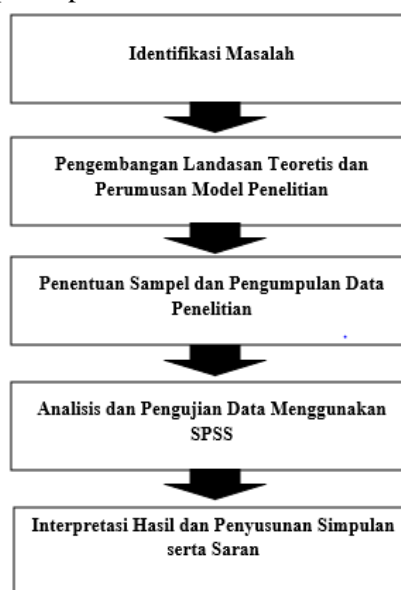 Identifikasi Masalah
Pengembangan Landasan Teoretis dan
Perumusan Model Penelitian
Penentuan Sampel dan Pengumpulan Data
Penelitian
Analisis dan Pengujian Data Menggunakan
SPSS
Interpretasi Hasil dan Penyusunan Simpulan
serta Saran